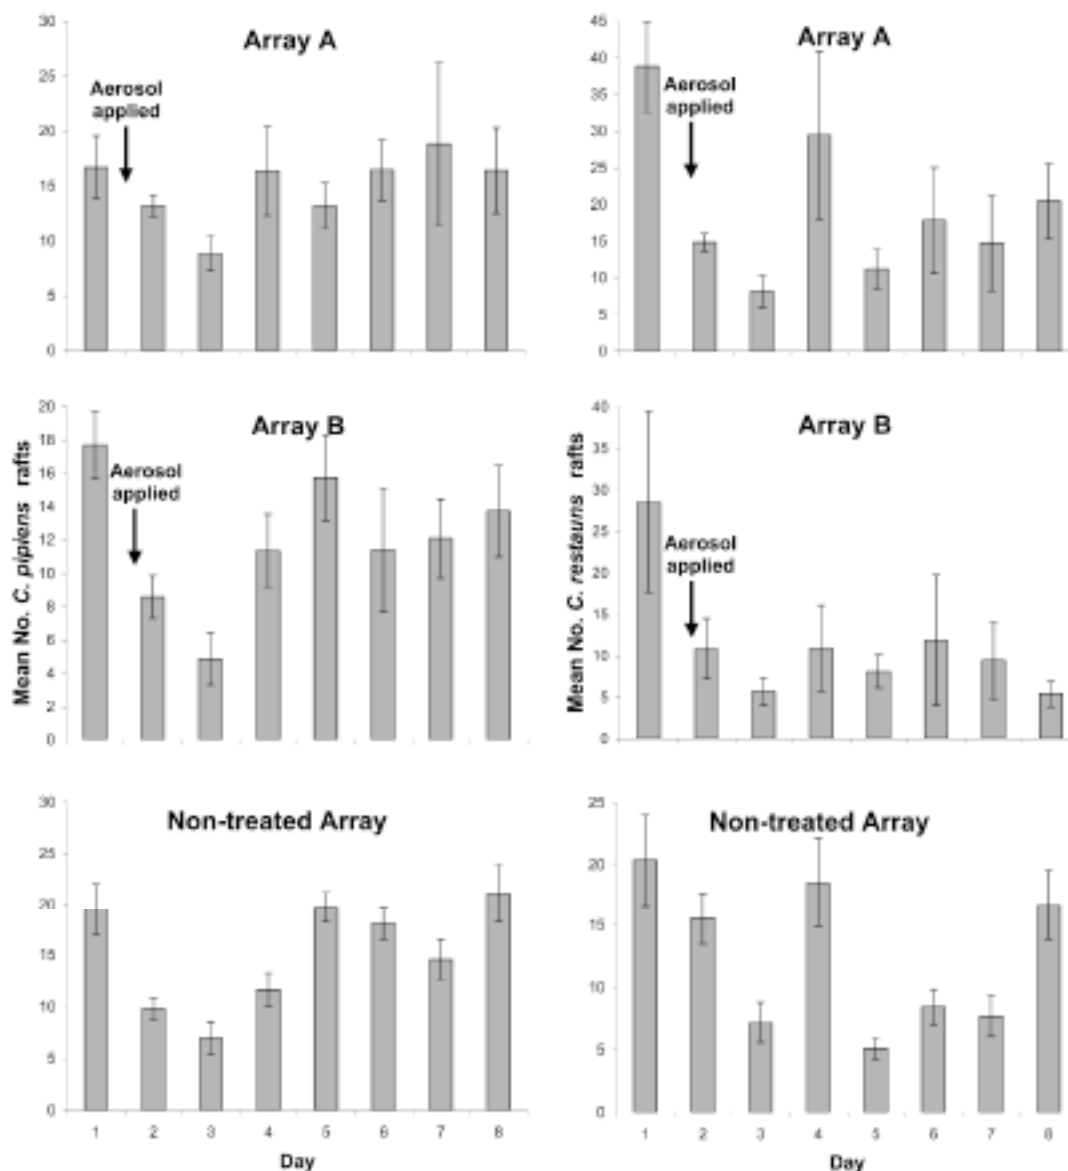 30
25
20
15
10
5
0
Array A
Aerosol
applied
45
40
35
30
25
20
15
10
5
0
Array A
Aerosol
applied
Mean No. C. pipiens rafts
20
18
16
14
12
10
8
6
4
2
0
Array B
Aerosol
applied
Mean No. C. restauns rafts
40
35
30
25
20
15
10
5
0
Array B
Aerosol
applied
30
25
20
15
10
5
0
Non-treated Array
1 2 3 4 5 6 7 8
Day
25
20
15
10
5
0
Non-treated Array
1 2 3 4 5 6 7 8
Day